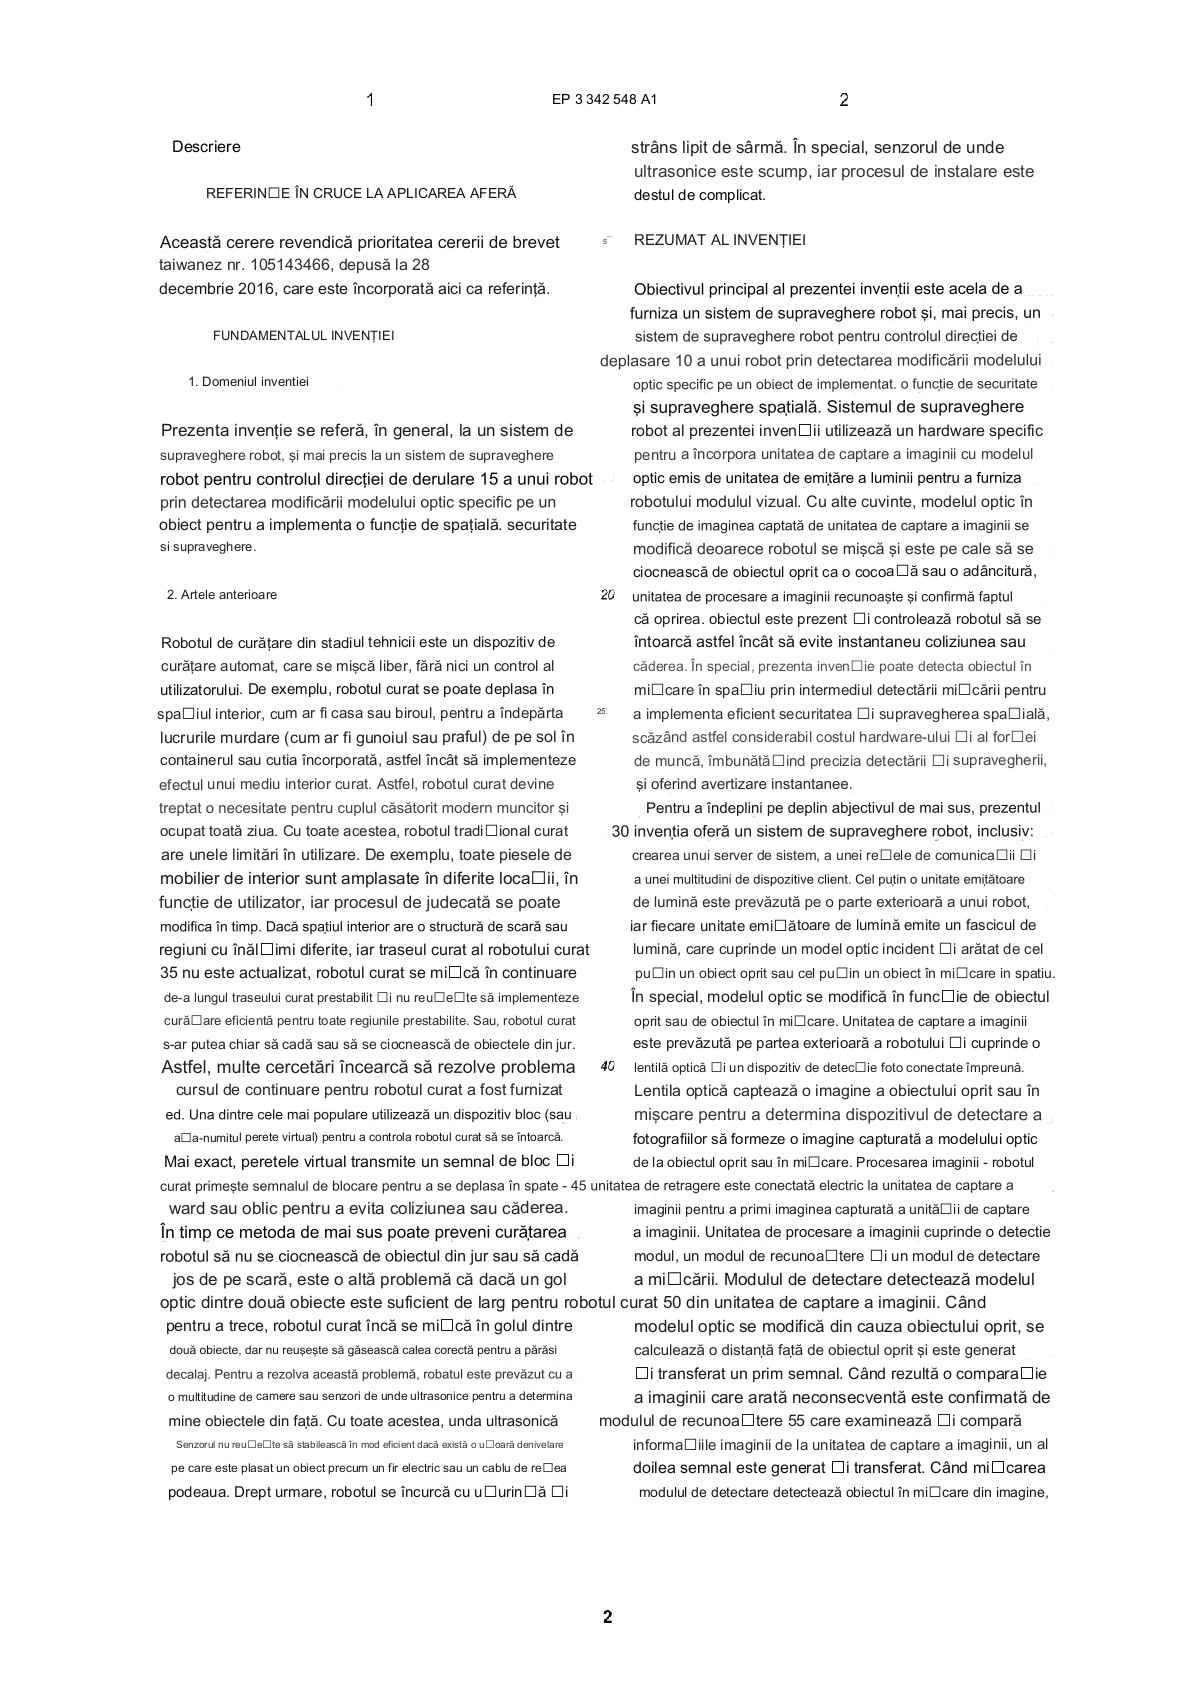 1
EP 3 342 548 A1
2
Descriere
REFERIN□E ÎN CRUCE LA APLICAREA AFERĂ
Această cerere revendică prioritatea cererii de brevet
taiwanez nr. 105143466, depusă la 28
decembrie 2016, care este încorporată aici ca referință.
FUNDAMENTALUL INVENȚIEI
1. Domeniul inventiei
Prezenta invenție se referă, în general, la un sistem de
supraveghere robot, și mai precis la un sistem de supraveghere
robot pentru controlul direcției de derulare 15 a unui robot
prin detectarea modificării modelului optic specific pe un
obiect pentru a implementa o funcție de spațială. securitate
si supraveghere.
2. Artele anterioare
Robotul de curățare din stadiul tehnicii este un dispozitiv de
curățare automat, care se mișcă liber, fără nici un control al
utilizatorului. De exemplu, robotul curat se poate deplasa în
spa□iul interior, cum ar fi casa sau biroul, pentru a îndepărta
lucrurile murdare (cum ar fi gunoiul sau praful) de pe sol în
containerul sau cutia încorporată, astfel încât să implementeze
efectul unui mediu interior curat. Astfel, robotul curat devine
treptat o necesitate pentru cuplul căsătorit modern muncitor și
ocupat toată ziua. Cu toate acestea, robotul tradi□ional curat
are unele limitări în utilizare. De exemplu, toate piesele de
mobilier de interior sunt amplasate în diferite loca□ii, în
funcție de utilizator, iar procesul de judecată se poate
modifica în timp. Dacă spațiul interior are o structură de scară sau
regiuni cu înăl□imi diferite, iar traseul curat al robotului curat
35 nu este actualizat, robotul curat se mi□că în continuare
de-a lungul traseului curat prestabilit □i nu reu□e□te să implementeze
cură□are eficientă pentru toate regiunile prestabilite. Sau, robotul curat
s-ar putea chiar să cadă sau să se ciocnească de obiectele din jur.
Astfel, multe cercetări încearcă să rezolve problema
cursul de continuare pentru robotul curat a fost furnizat
ed. Una dintre cele mai populare utilizează un dispozitiv bloc (sau
a□a-numitul perete virtual) pentru a controla robotul curat să se întoarcă.
Mai exact, peretele virtual transmite un semnal de bloc □i
curat primește semnalul de blocare pentru a se deplasa în spate - 45 unitatea de retragere este conectată electric la unitatea de captare a
ward sau oblic pentru a evita coliziunea sau căderea.
În timp ce metoda de mai sus poate preveni curățarea
robotul să nu se ciocnească de obiectul din jur sau să cadă
jos de pe scară, este o altă problemă că dacă un gol
optic dintre două obiecte este suficient de larg pentru robotul curat 50 din unitatea de captare a imaginii. Când
pentru a trece, robotul curat încă se mi□că în golul dintre
două obiecte, dar nu reușește să găsească calea corectă pentru a părăsi
decalaj. Pentru a rezolva această problemă, robatul este prevăzut cu a
o multitudine de camere sau senzori de unde ultrasonice pentru a determina
mine obiectele din față. Cu toate acestea, unda ultrasonică
Senzorul nu reu□e□te să stabilească în mod eficient dacă există o u□oară denivelare
pe care este plasat un obiect precum un fir electric sau un cablu de re□ea
podeaua. Drept urmare, robotul se încurcă cu u□urin□ă □i
strâns lipit de sârmă. În special, senzorul de unde
ultrasonice este scump, iar procesul de instalare este
destul de complicat.
5
REZUMAT AL INVENȚIEI
Obiectivul principal al prezentei invenții este acela de a
furniza un sistem de supraveghere robot și, mai precis, un
sistem de supraveghere robot pentru controlul direcției de
deplasare 10 a unui robot prin detectarea modificării modelului
optic specific pe un obiect de implementat. o funcție de securitate
și supraveghere spațială. Sistemul de supraveghere
robot al prezentei inven□ii utilizează un hardware specific
pentru a încorpora unitatea de captare a imaginii cu modelul
optic emis de unitatea de emițăre a luminii pentru a furniza
robotului modulul vizual. Cu alte cuvinte, modelul optic în
funcție de imaginea captată de unitatea de captare a imaginii se
modifică deoarece robotul se mișcă și este pe cale să se
ciocnească de obiectul oprit ca o cocoa□ă sau o adâncitură,
20 unitatea de procesare a imaginii recunoaște și confirmă faptul
că oprirea. obiectul este prezent □i controlează robotul să se
întoarcă astfel încât să evite instantaneu coliziunea sau
căderea. În special, prezenta inven□ie poate detecta obiectul în
mi□care în spa□iu prin intermediul detectării mi□cării pentru
25. a implementa eficient securitatea □i supravegherea spa□ială,
scăzând astfel considerabil costul hardware-ului □i al for□ei
de muncă, îmbunătă□ind precizia detectării □i supravegherii,
și oferind avertizare instantanee.
Pentru a îndeplini pe deplin abjectivul de mai sus, prezentul
30 invenția oferă un sistem de supraveghere robot, inclusiv:
crearea unui server de sistem, a unei re□ele de comunica□ii □i
a unei multitudini de dispozitive client. Cel puțin o unitate emițătoare
de lumină este prevăzută pe o parte exterioară a unui robot,
iar fiecare unitate emi□ătoare de lumină emite un fascicul de
lumină, care cuprinde un model optic incident □i arătat de cel
pu□in un obiect oprit sau cel pu□in un obiect în mi□care in spatiu.
În special, modelul optic se modifică în func□ie de obiectul
oprit sau de obiectul în mi□care. Unitatea de captare a imaginii
este prevăzută pe partea exterioară a robotului □i cuprinde o
40 lentilă optică □i un dispozitiv de detec□ie foto conectate împreună.
Lentila optică captează o imagine a obiectului oprit sau în
mișcare pentru a determina dispozitivul de detectare a
fotografiilor să formeze o imagine capturată a modelului optic
de la obiectul oprit sau în mi□care. Procesarea imaginii - robotul
imaginii pentru a primi imaginea capturată a unită□ii de captare
a imaginii. Unitatea de procesare a imaginii cuprinde o detectie
modul, un modul de recunoa□tere □i un modul de detectare
a mi□cării. Modulul de detectare detectează modelul
modelul optic se modifică din cauza obiectului oprit, se
calculează o distanță față de obiectul oprit și este generat
□i transferat un prim semnal. Când rezultă o compara□ie
a imaginii care arată neconsecventă este confirmată de
modulul de recunoa□tere 55 care examinează □i compară
informa□iile imaginii de la unitatea de captare a imaginii, un al
doilea semnal este generat □i transferat. Când mi□carea
modulul de detectare detectează obiectul în mi□care din imagine,
2